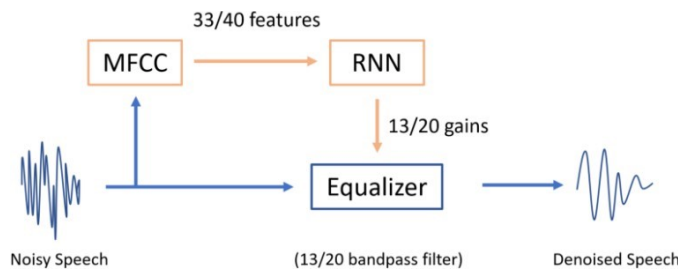 33/40 features
MFCC
RNN
13/20 gains
Equalizer
Noisy Speech
(13/20 bandpass filter)
Denoised Speech